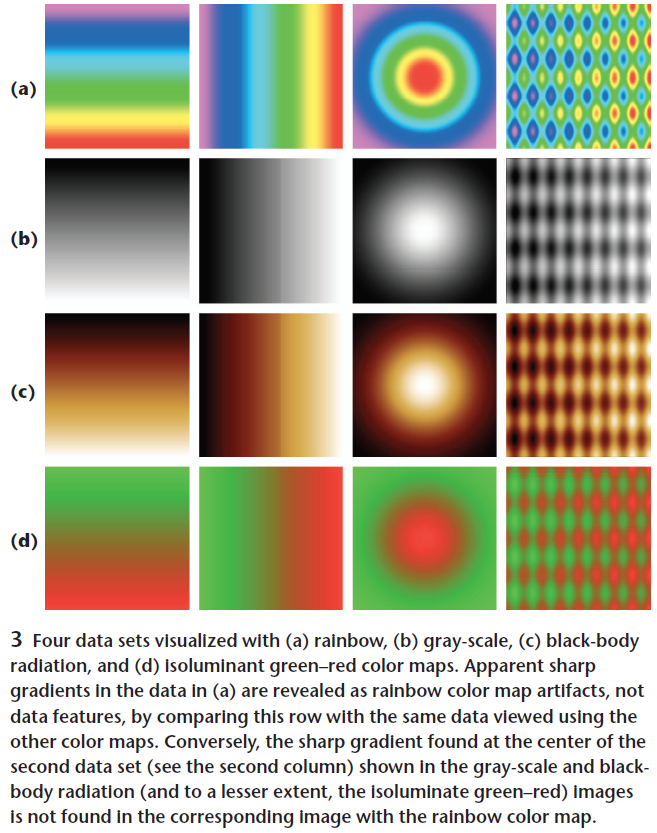 (a)
(b)
(c)
(d)
3 Four data sets visualized with (a) rainbow, (b) gray-scale, (c) black-body
radiation, and (d) isoluminant green–red color maps. Apparent sharp
gradients in the data in (a) are revealed as rainbow color map artifacts, not
data features, by comparing this row with the same data viewed using the
other color maps. Conversely, the sharp gradient found at the center of the
second data set (see the second column) shown in the gray-scale and black-
body radiation (and to a lesser extent, the isoluminate green–red) images
is not found in the corresponding image with the rainbow color map.